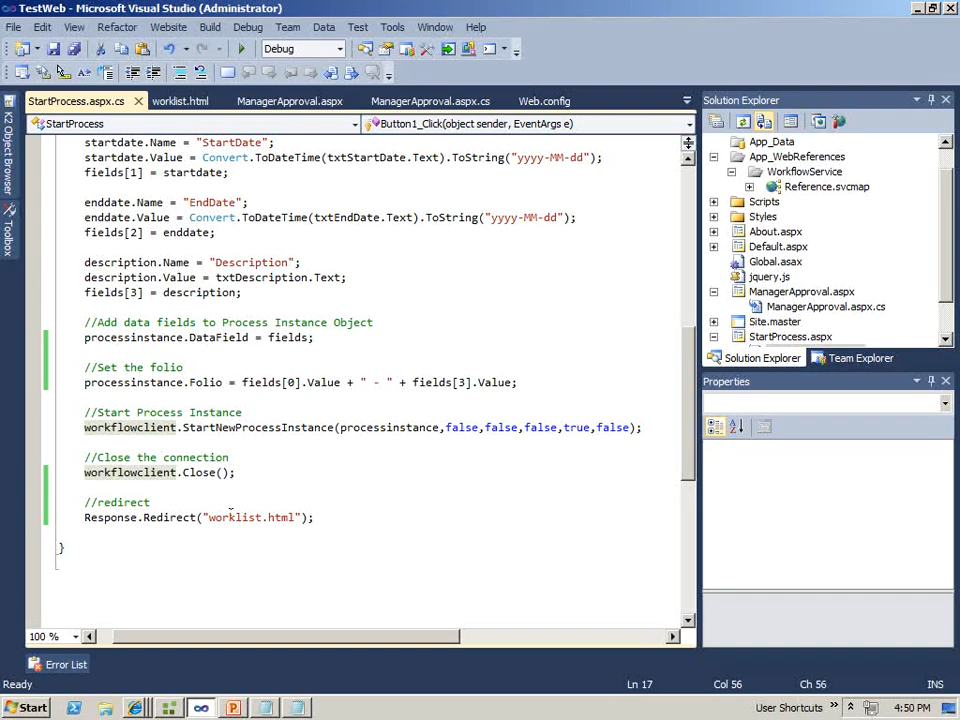 TestWeb - Microsoft Visual Studio (Administrator)
File Edit View Refactor Website Build Debug Team Data Test Tools Window Help
Debug
StartProcess.aspx.cs worklist.html ManagerApproval.aspx ManagerApproval.aspx.cs Web.config
StartProcess Button1_Click(object sender, EventArgs e)
K2 Object Browser
Toolbox
startdate.Name = "StartDate";
startdate.Value = Convert.ToDateTime(txtStartDate.Text).ToString("yyyy-MM-dd");
fields[1] = startdate;
enddate.Name = "EndDate";
enddate.Value = Convert.ToDateTime(txtEndDate.Text).ToString("yyyy-MM-dd");
fields[2] = enddate;
description.Name = "Description";
description.Value = txtDescription.Text;
fields[3] = description;
//Add data fields to Process Instance Object
processinstance.DataField = fields;
//Set the folio
processinstance.Folio = fields[0].Value + " - " + fields[3].Value;
//Start Process Instance
workflowclient.StartNewProcessInstance(processinstance,false,false,false,true,false);
//Close the connection
workflowclient.Close();
//redirect
Response.Redirect("worklist.html");
}
100 %
Solution Explorer
App_Data
App_WebReferences
WorkflowService
Reference.svcmap
Scripts
Styles
About.aspx
Default.aspx
Global.asax
jquery.js
ManagerApproval.aspx
ManagerApproval.aspx.cs
Site.master
StartProcess.aspx
Solution Explorer Team Explorer
Properties
Error List
Ready Ln 17 Col 56 Ch 56 INS
Start User Shortcuts 4:50 PM